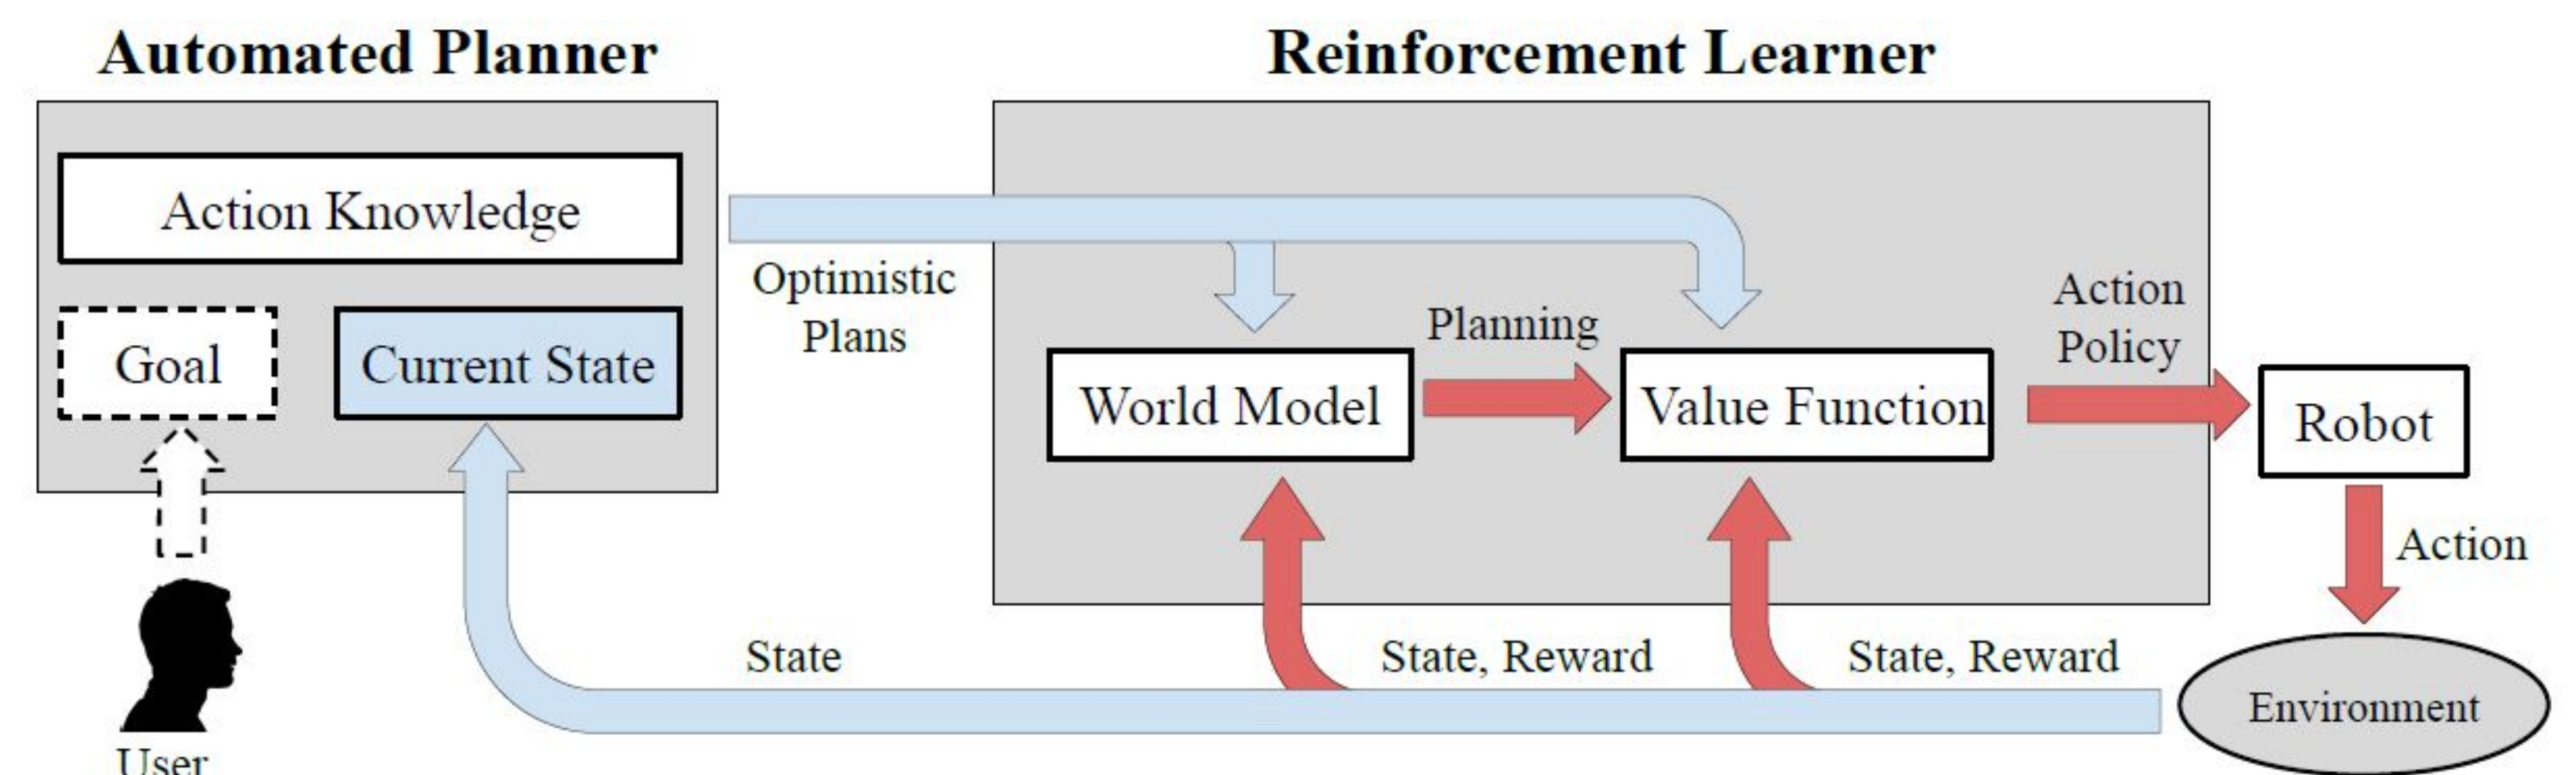 Automated Planner
Reinforcement Learner
Action Knowledge
Goal
Current State
Optimistic
Plans
World Model
Planning
Value Function
Action
Policy
Robot
Action
State
State, Reward
State, Reward
Environment
User